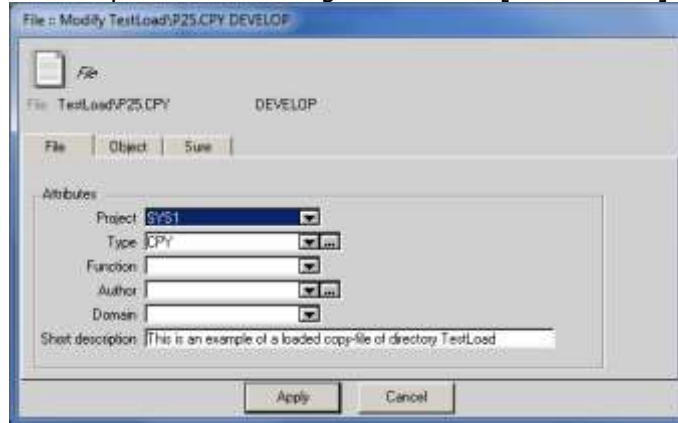 File :: Modify TestLoad\P25.CPY DEVELOP
File
File TestLoad\P25.CPY DEVELOP
File Object Sure
Attributes
Project SYS1
Type CPY ...
Function
Author ...
Domain
Short description This is an example of a loaded copy-file of directory TestLoad
Apply Cancel